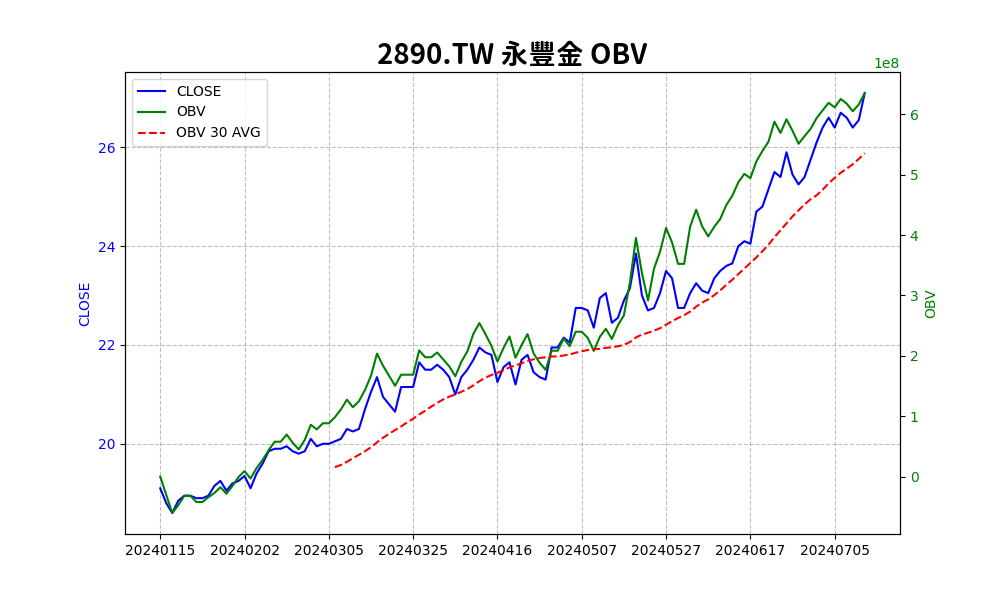 2890.TW 永豐金 OBV
1e8
CLOSE
OBV
OBV 30 AVG
26
24
22
20
CLOSE
6
5
4
3
2
1
0
OBV
20240115 20240202 20240305 20240325 20240416 20240507 20240527 20240617 20240705